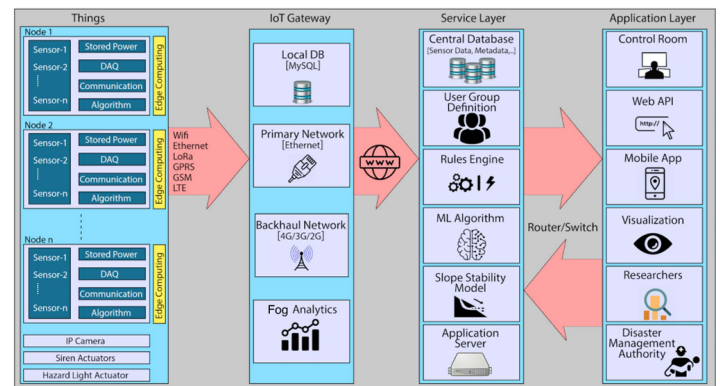 Things
Node 1
Sensor-1
Sensor-2
Sensor-n
Stored Power
DAQ
Communication
Algorithm
Edge Computing
Node 2
Sensor-1
Sensor-2
Sensor-n
Stored Power
DAQ
Communication
Algorithm
Edge Computing
Node n
Sensor-1
Sensor-2
Sensor-n
Stored Power
DAQ
Communication
Algorithm
Edge Computing
IP Camera
Siren Actuators
Hazard Light Actuator
Wifi
Ethernet
LoRa
GPRS
GSM
LTE
IoT Gateway
Local DB
[MySQL]
Primary Network
[Ethernet]
Backhaul Network
[4G/3G/2G]
Fog Analytics
www
Service Layer
Central Database
[Sensor Data, Metadata,..]
User Group
Definition
Rules Engine
ML Algorithm
Slope Stability
Model
Application
Server
Router/Switch
Application Layer
Control Room
Web API
http://
Mobile App
Visualization
Researchers
Disaster
Management
Authority